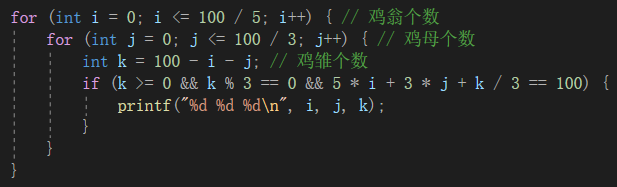 for (int i = 0; i <= 100 / 5; i++) { // 鸡翁个数
    for (int j = 0; j <= 100 / 3; j++) { // 鸡母个数
        int k = 100 - i - j; // 鸡雏个数
        if (k >= 0 && k % 3 == 0 && 5 * i + 3 * j + k / 3 == 100) {
            printf("%d %d %d\n", i, j, k);
        }
    }
}